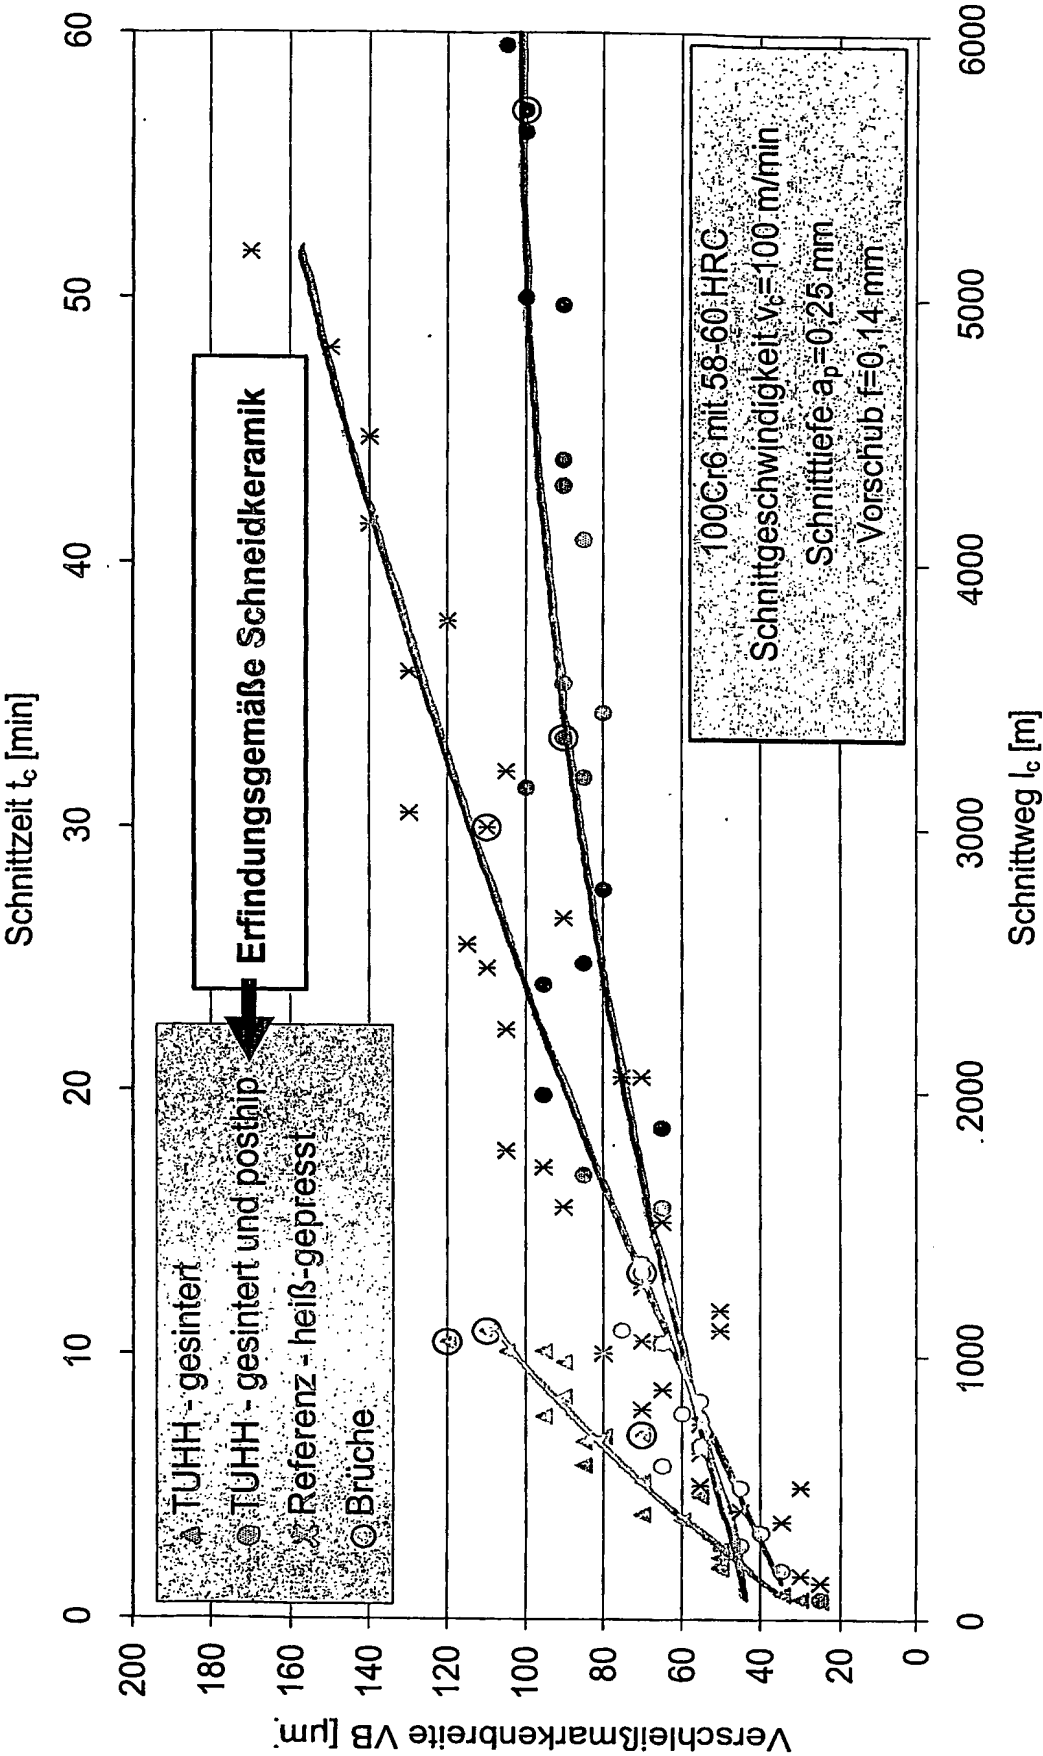 Schnittzeit t_c [min]
0 10 20 30 40 50 60
200
180
160
140
120
100
80
60
40
20
0
Verschleißmarkenbreite VB [µm]
TUHH - gesintert
TUHH - gesintert und posthip
Referenz - heiß-gepresst
Brüche
Erfindungsgemäße Schneidkeramik
100Cr6 mit 58-60 HRC
Schnittgeschwindigkeit v_c=100 m/min
Schnitttiefe a_p=0,25 mm
Vorschub f=0,14 mm
0 1000 2000 3000 4000 5000 6000
Schnittweg l_c [m]